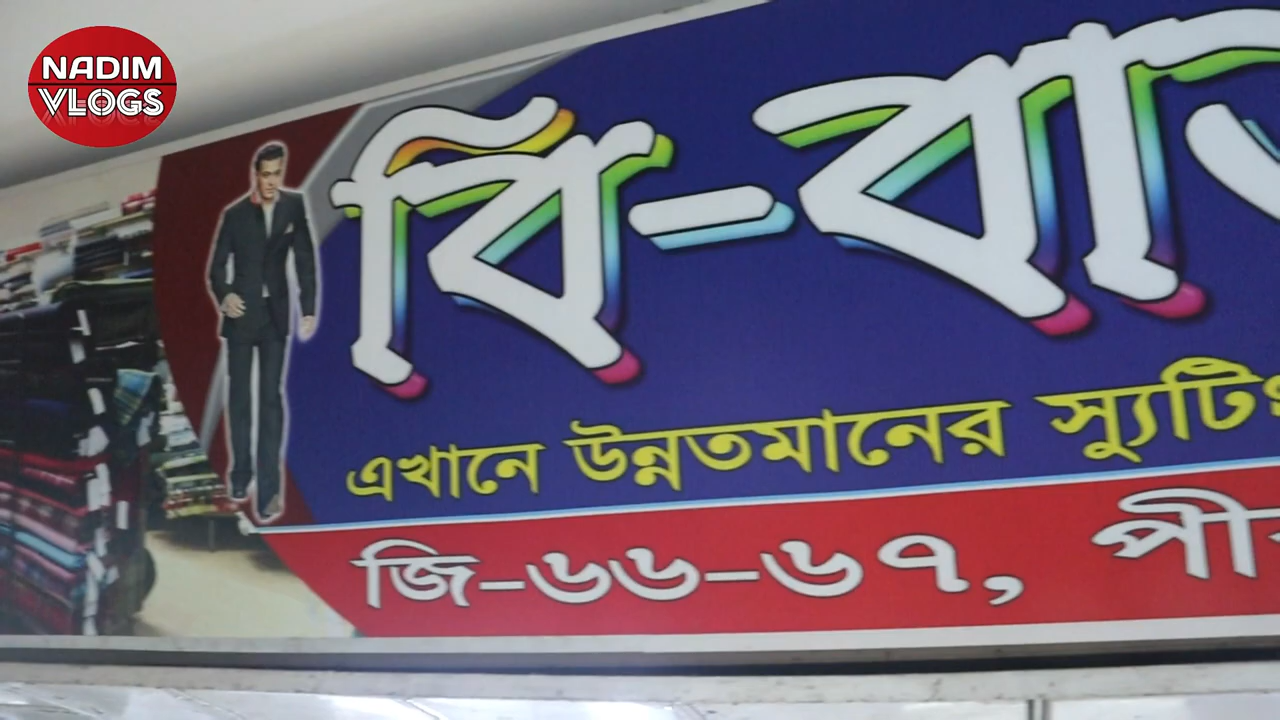 NADIM
VLOGS
বি-বা
এখানে উন্নতমানের স্যুটিং
জি-৬৬-৬৭, পী